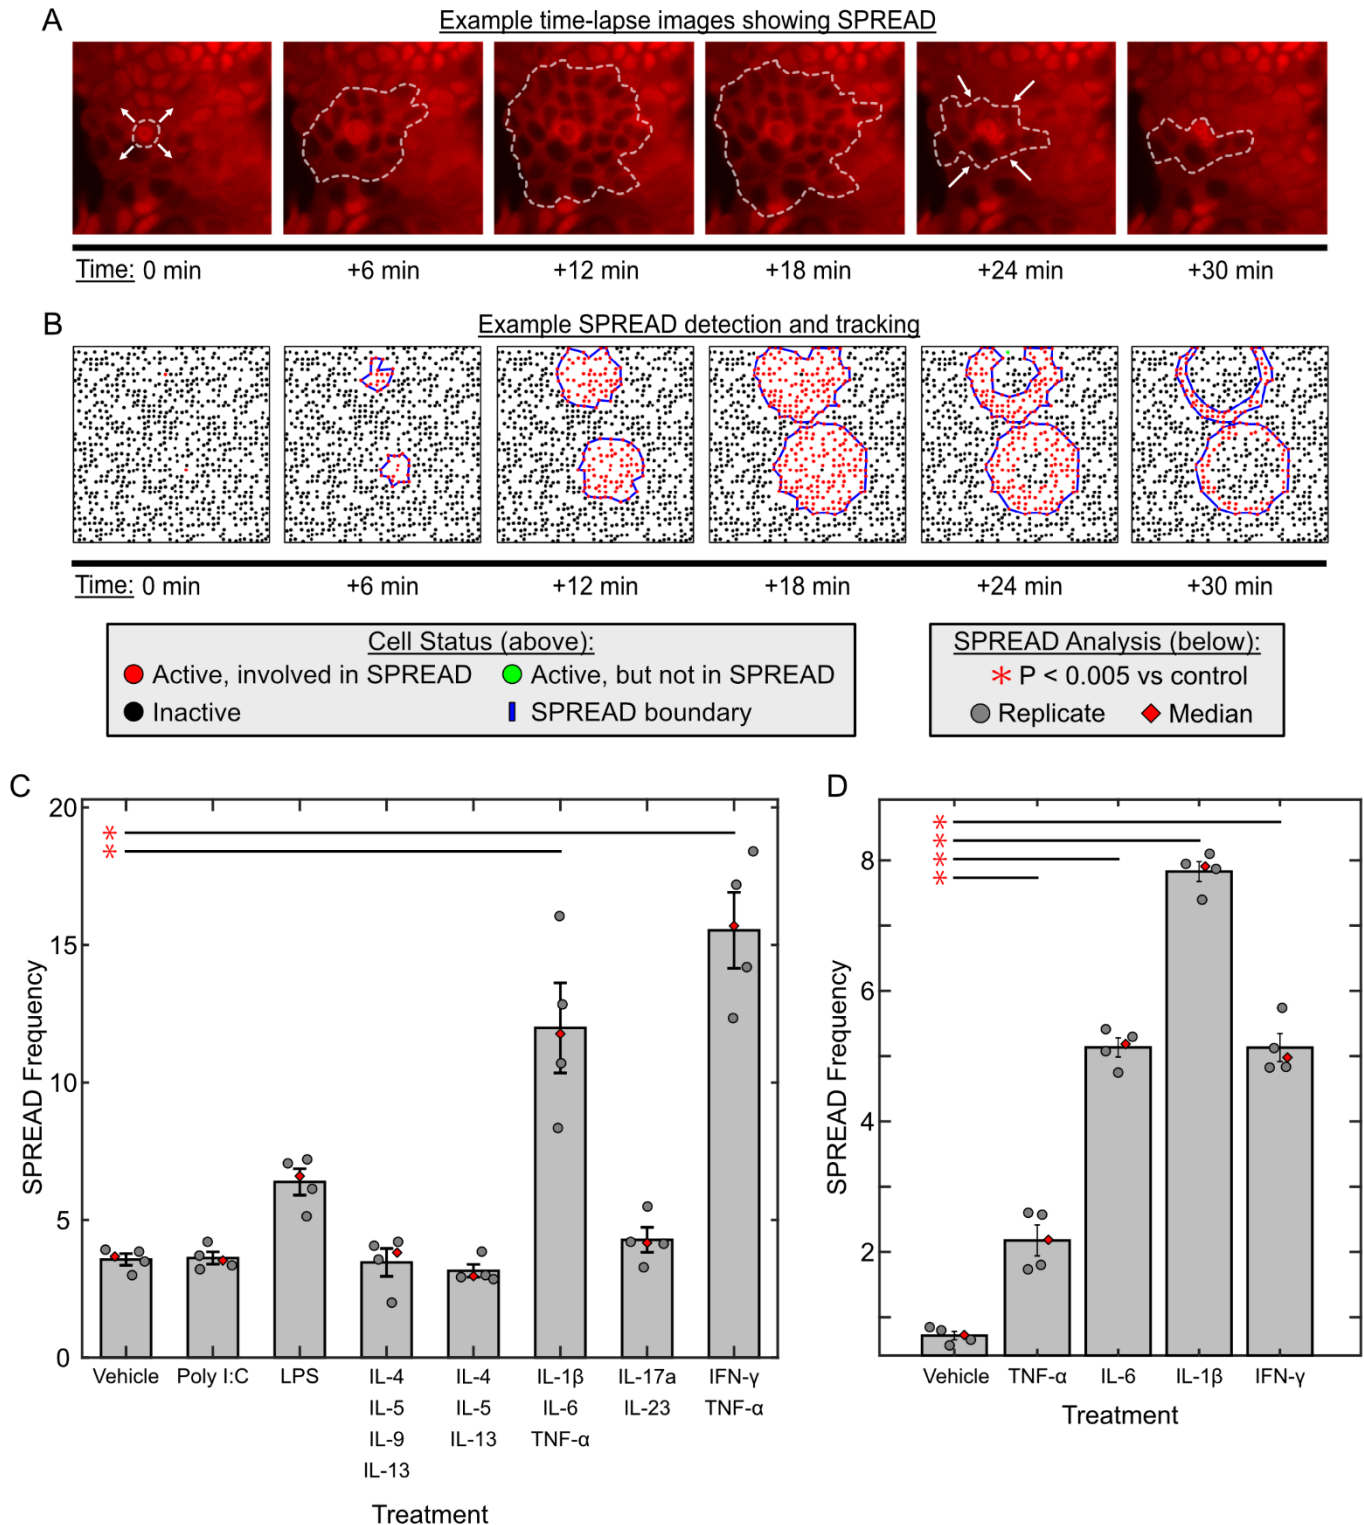 A
Example time-lapse images showing SPREAD
Time: 0 min +6 min +12 min +18 min +24 min +30 min
B
Example SPREAD detection and tracking
Time: 0 min +6 min +12 min +18 min +24 min +30 min
Cell Status (above):
Active, involved in SPREAD
Active, but not in SPREAD
Inactive
SPREAD boundary
SPREAD Analysis (below):
* P < 0.005 vs control
Replicate
Median
C
SPREAD Frequency
20
15
10
5
0
*
*
Vehicle Poly I:C LPS IL-4 IL-4 IL-1β IL-17a IFN-γ
IL-5 IL-5 IL-6 IL-23 TNF-α
IL-9 IL-13 TNF-α
IL-13
Treatment
D
SPREAD Frequency
8
6
4
2
*
*
*
*
Vehicle TNF-α IL-6 IL-1β IFN-γ
Treatment